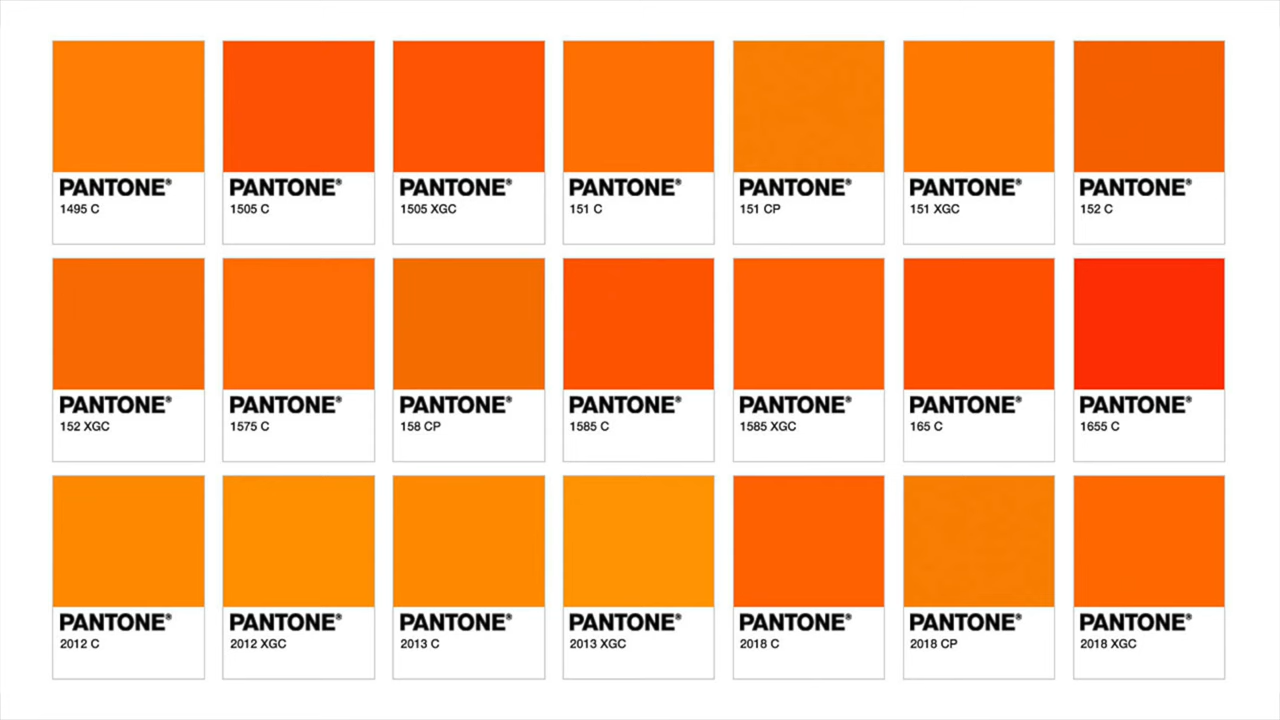 PANTONE®
1495 C
PANTONE®
1505 C
PANTONE®
1505 XGC
PANTONE®
151 C
PANTONE®
151 CP
PANTONE®
151 XGC
PANTONE®
152 C
PANTONE®
152 XGC
PANTONE®
1575 C
PANTONE®
158 CP
PANTONE®
1585 C
PANTONE®
1585 XGC
PANTONE®
165 C
PANTONE®
1655 C
PANTONE®
2012 C
PANTONE®
2012 XGC
PANTONE®
2013 C
PANTONE®
2013 XGC
PANTONE®
2018 C
PANTONE®
2018 CP
PANTONE®
2018 XGC